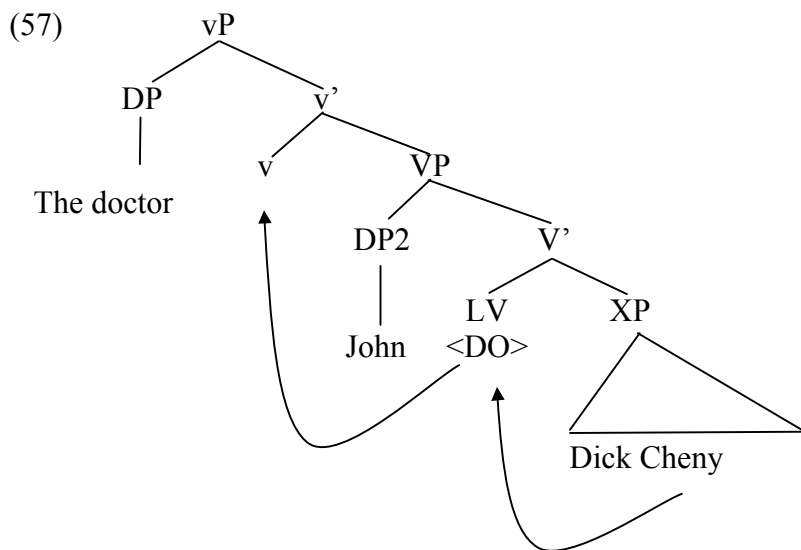 (57)
vP
DP
v’
v
VP
The doctor
DP2
V’
LV
XP
John
<DO>
Dick Cheny